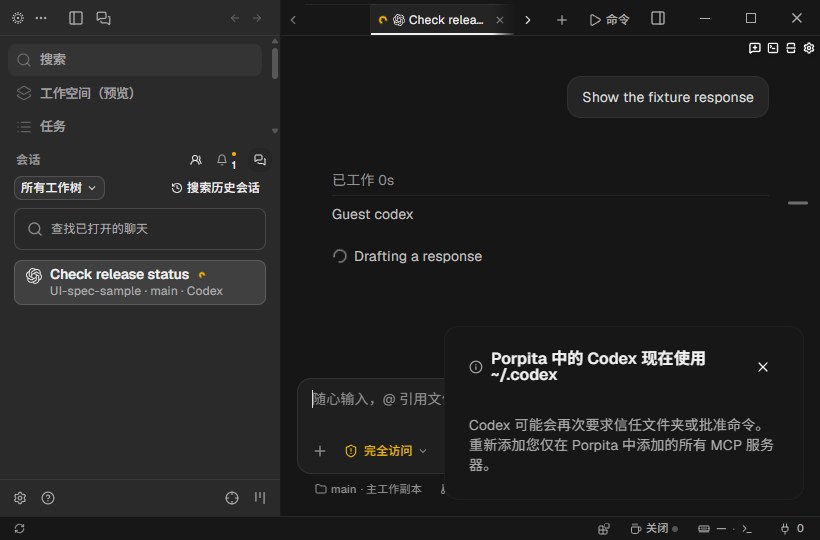 Check relea...
命令
搜索
工作空间（预览）
任务
会话
1
所有工作树
搜索历史会话
查找已打开的聊天
Check release status
UI-spec-sample · main · Codex
Show the fixture response
已工作 0s
Guest codex
Drafting a response
随心输入，@ 引用文
完全访问
main · 主工作副本
Porpita 中的 Codex 现在使用
~/.codex
Codex 可能会再次要求信任文件夹或批准命令。
重新添加您仅在 Porpita 中添加的所有 MCP 服务
器。
关闭
— ·
0